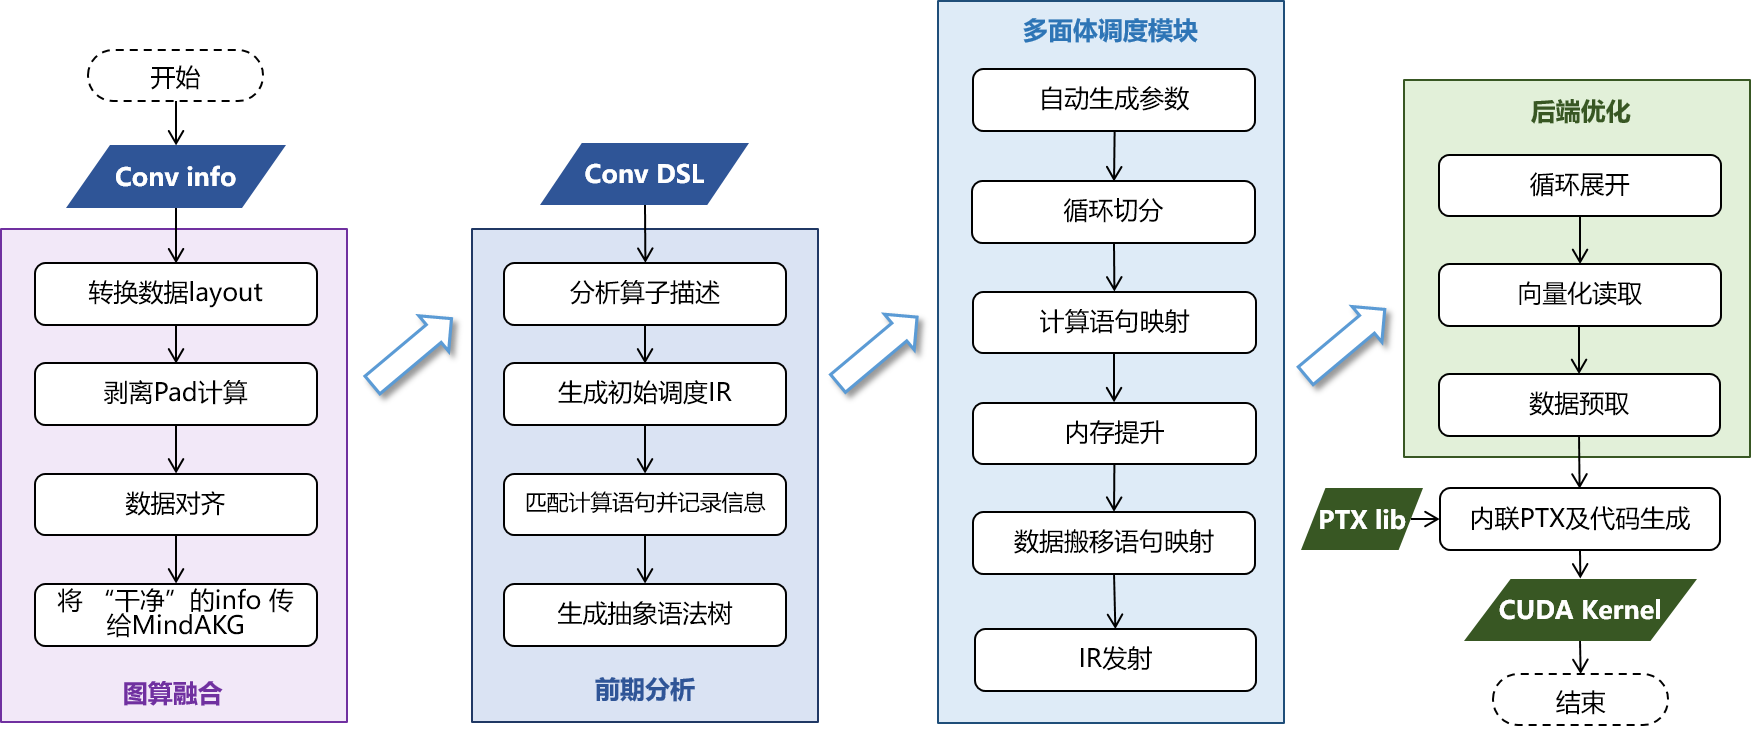 开始
Conv info
转换数据layout
剥离Pad计算
数据对齐
将 “干净”的info 传
给MindAKG
图算融合
Conv DSL
分析算子描述
生成初始调度IR
匹配计算语句并记录信息
生成抽象语法树
前期分析
多面体调度模块
自动生成参数
循环切分
计算语句映射
内存提升
数据搬移语句映射
IR发射
后端优化
循环展开
向量化读取
数据预取
PTX lib
内联PTX及代码生成
CUDA Kernel
结束